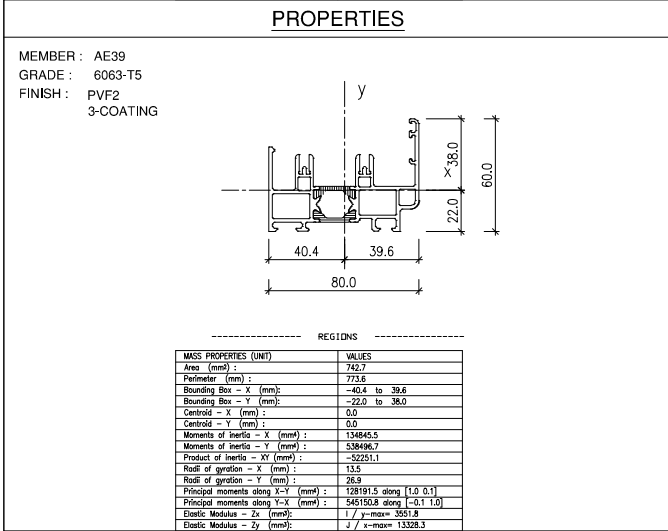 PROPERTIES
MEMBER : AE39
GRADE : 6063-T5
FINISH : PVF2
3-COATING
y
X
38.0
22.0
60.0
40.4 39.6
80.0
---------------- REGIONS ----------------
MASS PROPERTIES (UNIT) VALUES
Area (mm²) : 742.7
Perimeter (mm) : 773.6
Bounding Box - X (mm): -40.4 to 39.6
Bounding Box - Y (mm): -22.0 to 38.0
Centroid - X (mm) : 0.0
Centroid - Y (mm) : 0.0
Moments of inertia - X (mm⁴) : 134845.5
Moments of inertia - Y (mm⁴) : 538496.7
Product of inertia - XY (mm⁴) : -52251.1
Radii of gyration - X (mm) : 13.5
Radii of gyration - Y (mm) : 26.9
Principal moments along X-Y (mm⁴) : 128191.5 along [1.0 0.1]
Principal moments along Y-X (mm⁴) : 545150.8 along [-0.1 1.0]
Elastic Modulus - Zx (mm³): I / y-max= 3551.8
Elastic Modulus - Zy (mm³): J / x-max= 13328.3